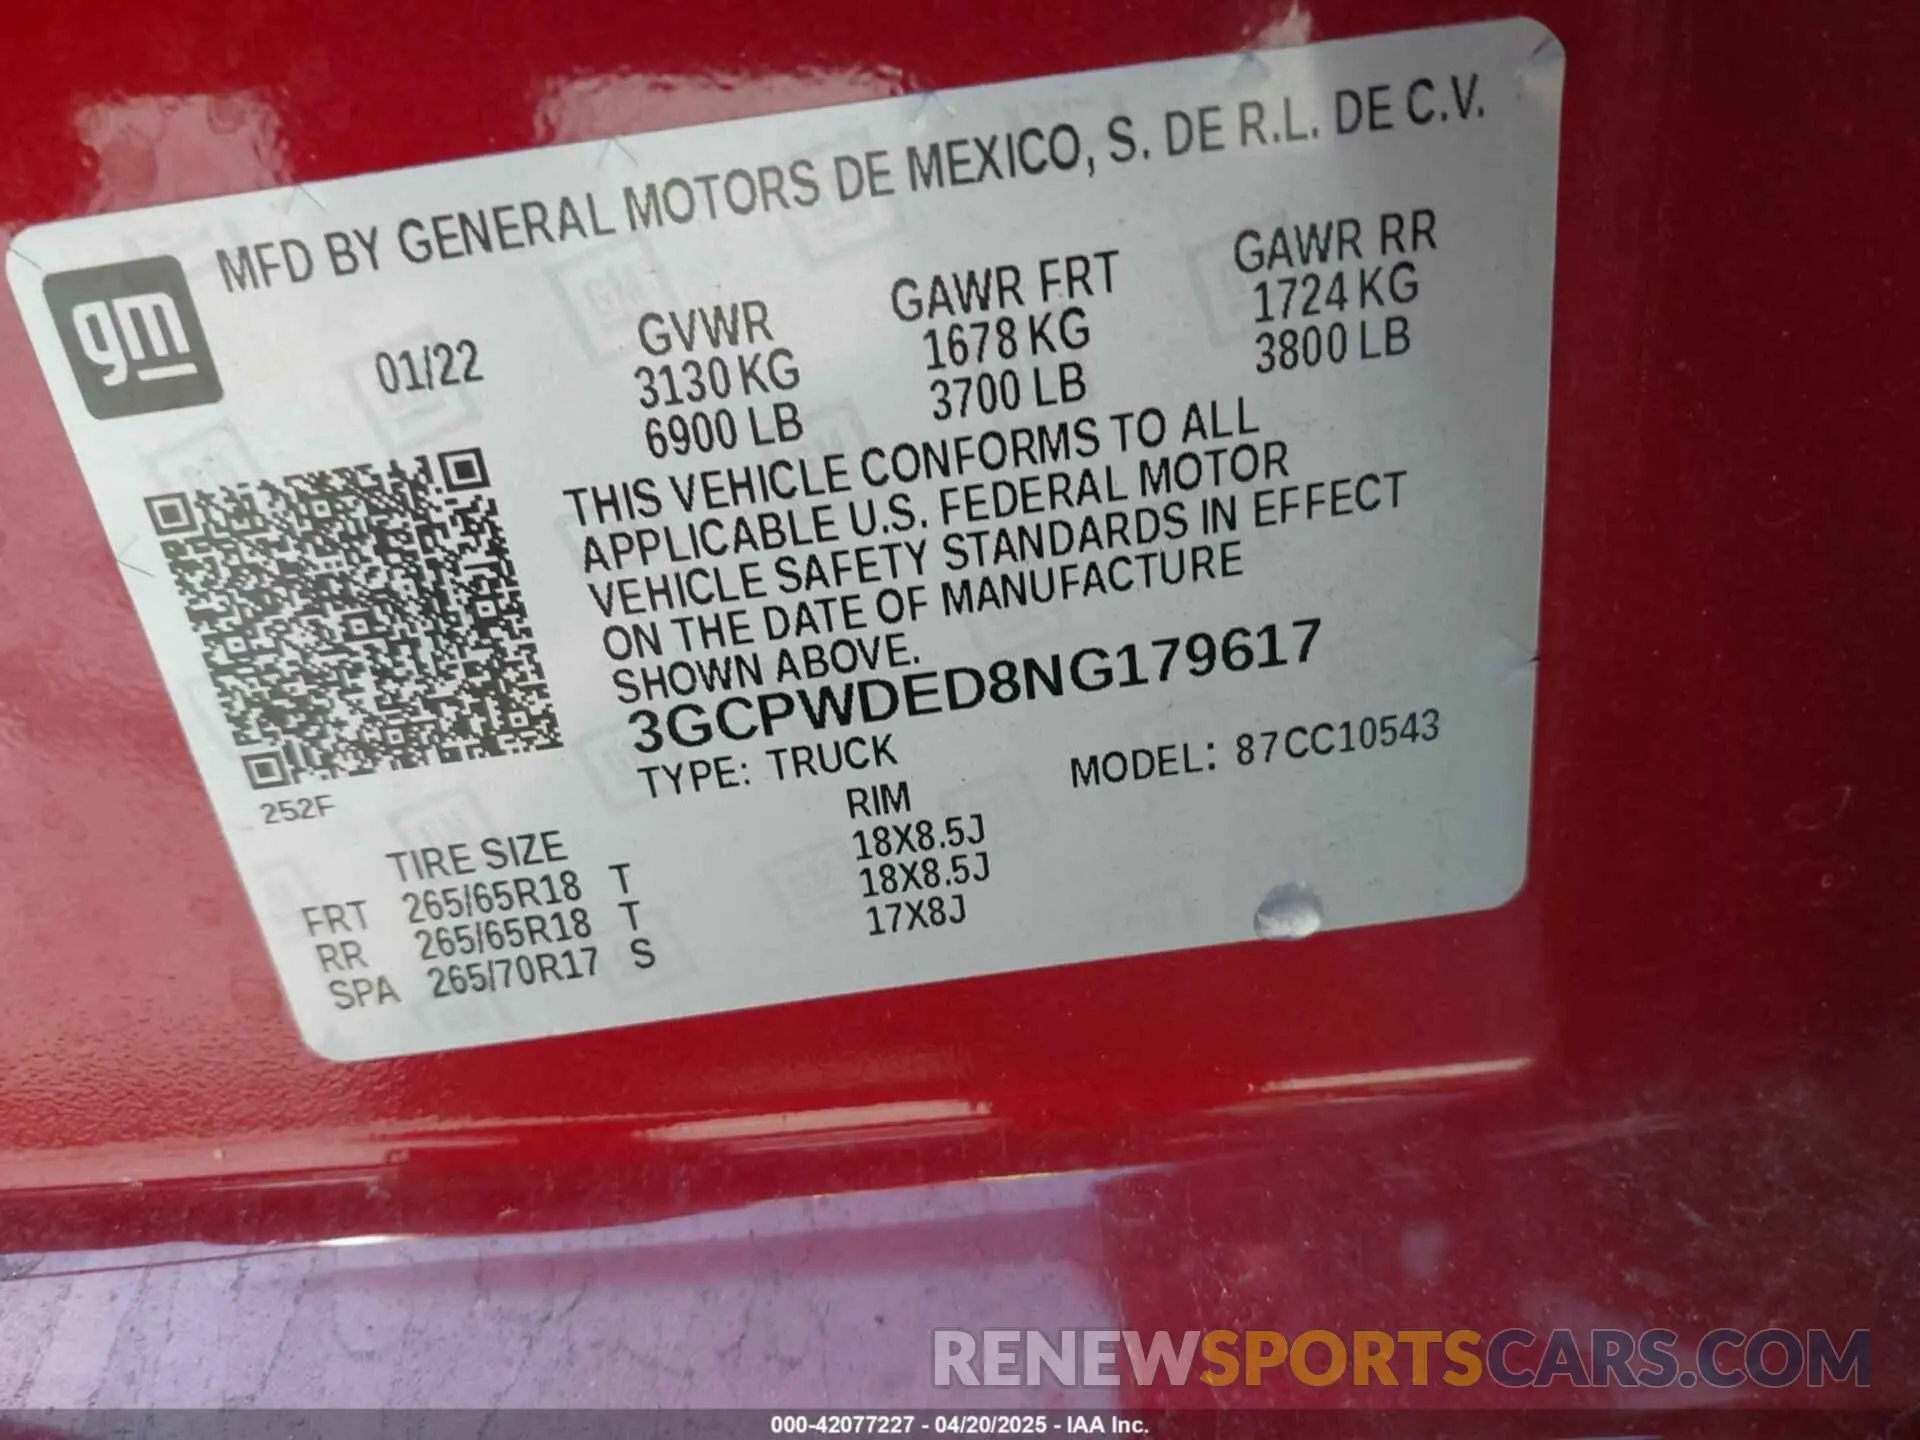 MFD BY GENERAL MOTORS DE MEXICO, S. DE R.L. DE C.V.
gm
01/22
GVWR
3130 KG
6900 LB
GAWR FRT
1678 KG
3700 LB
GAWR RR
1724 KG
3800 LB
THIS VEHICLE CONFORMS TO ALL
APPLICABLE U.S. FEDERAL MOTOR
VEHICLE SAFETY STANDARDS IN EFFECT
ON THE DATE OF MANUFACTURE
SHOWN ABOVE.
3GCPWDED8NG179617
TYPE: TRUCK
MODEL: 87CC10543
252F
TIRE SIZE RIM
FRT 265/65R18 T 18X8.5J
RR 265/65R18 T 18X8.5J
SPA 265/70R17 S 17X8J
RENEWSPORTSCARS.COM
000-42077227 - 04/20/2025 - IAA Inc.